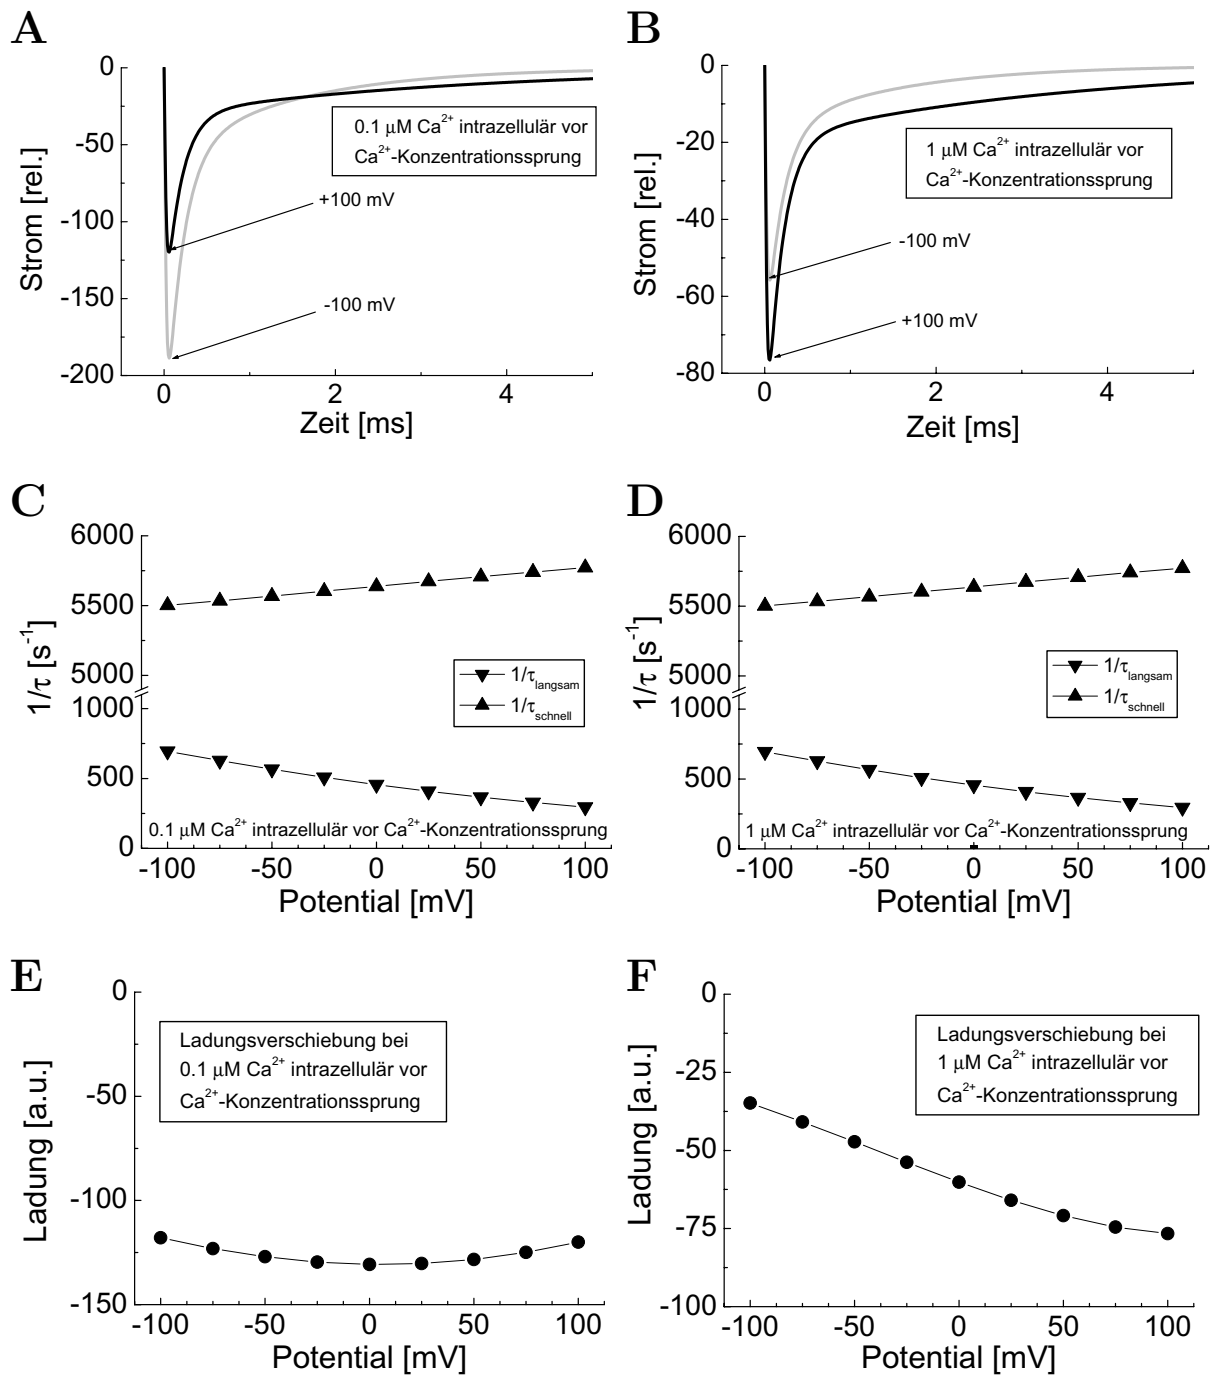 A
0
-50
-100
-150
-200
Strom [rel.]
0.1 μM Ca²⁺ intrazellulär vor
Ca²⁺-Konzentrationssprung
+100 mV
-100 mV
0 2 4
Zeit [ms]
B
0
-20
-40
-60
-80
Strom [rel.]
1 μM Ca²⁺ intrazellulär vor
Ca²⁺-Konzentrationssprung
-100 mV
+100 mV
0 2 4
Zeit [ms]
C
6000
5500
5000
1000
500
0
1/τ [s⁻¹]
1/τlangsam
1/τschnell
0.1 μM Ca²⁺ intrazellulär vor Ca²⁺-Konzentrationssprung
-100 -50 0 50 100
Potential [mV]
D
6000
5500
5000
1000
500
0
1/τ [s⁻¹]
1/τlangsam
1/τschnell
1 μM Ca²⁺ intrazellulär vor Ca²⁺-Konzentrationssprung
-100 -50 0 50 100
Potential [mV]
E
0
-50
-100
-150
Ladung [a.u.]
Ladungsverschiebung bei
0.1 μM Ca²⁺ intrazellulär vor
Ca²⁺-Konzentrationssprung
-100 -50 0 50 100
Potential [mV]
F
0
-25
-50
-75
-100
Ladung [a.u.]
Ladungsverschiebung bei
1 μM Ca²⁺ intrazellulär vor
Ca²⁺-Konzentrationssprung
-100 -50 0 50 100
Potential [mV]